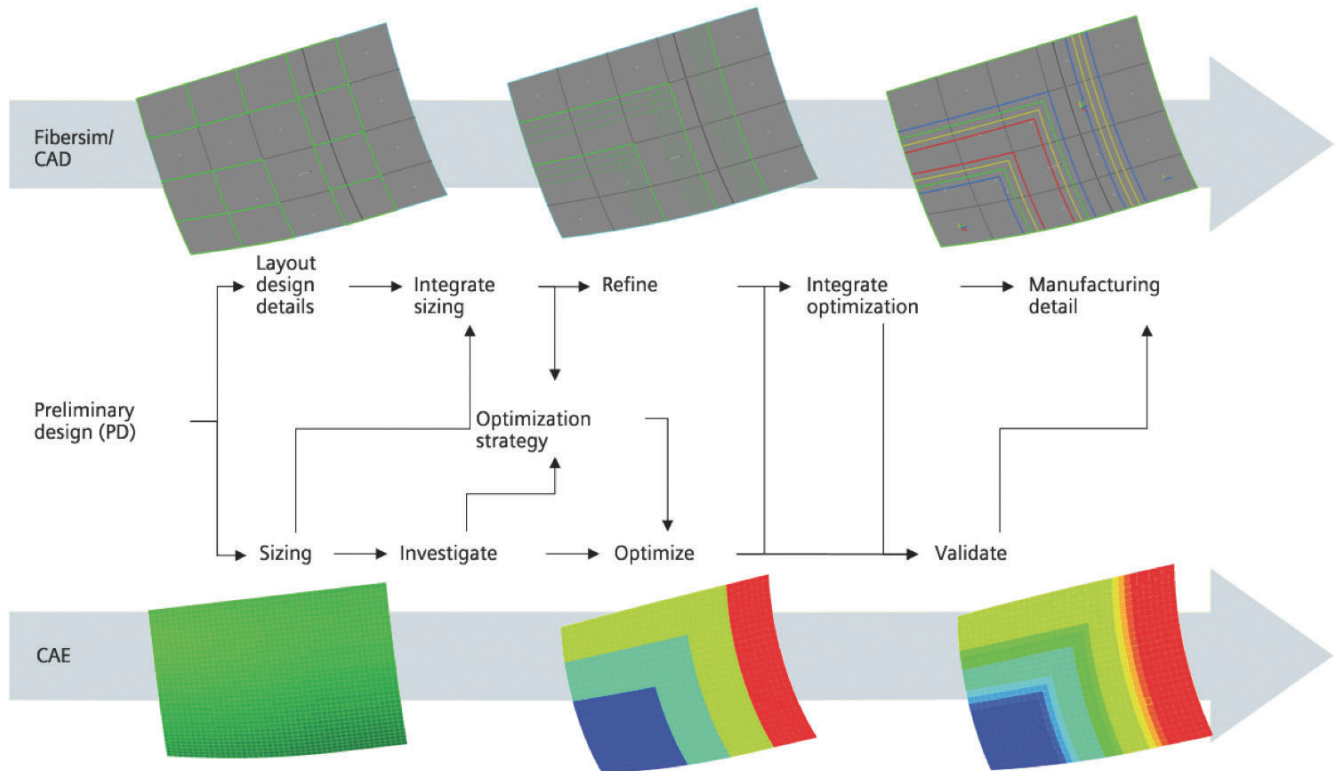 Fibersim/
CAD
Layout
design
details
Integrate
sizing
Refine
Integrate
optimization
Manufacturing
detail
Preliminary
design (PD)
Optimization
strategy
Sizing
Investigate
Optimize
Validate
CAE